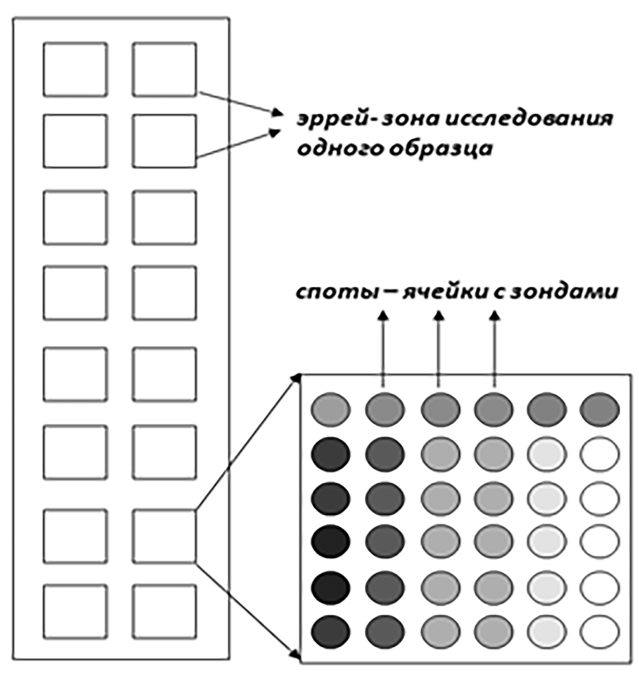 эррей- зона исследования
одного образца
споты – ячейки с зондами